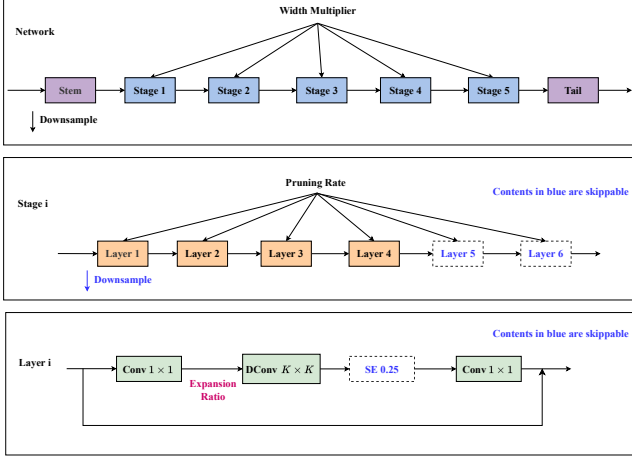 Width Multiplier
Network
Stem Stage 1 Stage 2 Stage 3 Stage 4 Stage 5 Tail
Downsample
Pruning Rate
Contents in blue are skippable
Stage i
Layer 1 Layer 2 Layer 3 Layer 4 Layer 5 Layer 6
Downsample
Contents in blue are skippable
Layer i
Conv 1 × 1 DConv K × K SE 0.25 Conv 1 × 1
Expansion
Ratio